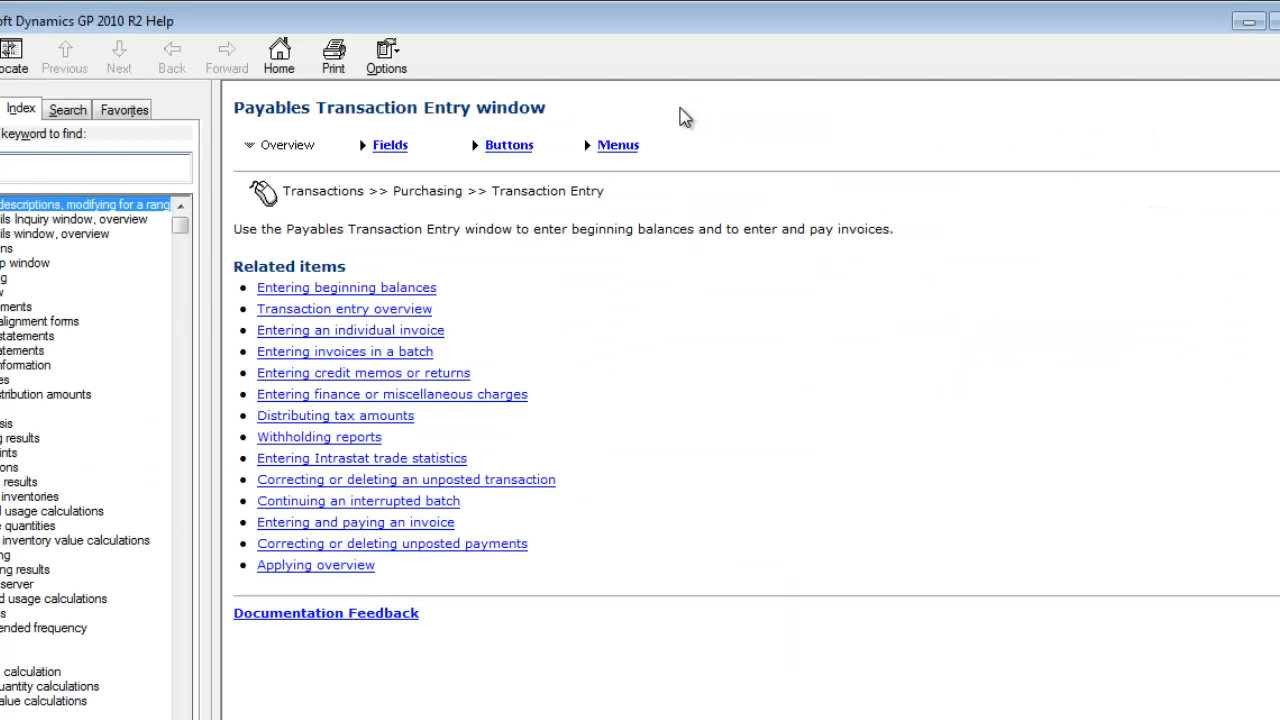 oft Dynamics GP 2010 R2 Help
ocate Previous Next Back Forward Home Print Options
Index Search Favorites
keyword to find:
descriptions, modifying for a rang
ils Inquiry window, overview
ils window, overview
ns
p window
g
w
ments
alignment forms
statements
atements
nformation
es
stribution amounts
sis
g results
nts
ons
results
inventories
d usage calculations
e quantities
inventory value calculations
ng
ng results
server
d usage calculations
s
ended frequency
calculation
uantity calculations
alue calculations
Payables Transaction Entry window
Overview Fields Buttons Menus
Transactions >> Purchasing >> Transaction Entry
Use the Payables Transaction Entry window to enter beginning balances and to enter and pay invoices.
Related items
• Entering beginning balances
• Transaction entry overview
• Entering an individual invoice
• Entering invoices in a batch
• Entering credit memos or returns
• Entering finance or miscellaneous charges
• Distributing tax amounts
• Withholding reports
• Entering Intrastat trade statistics
• Correcting or deleting an unposted transaction
• Continuing an interrupted batch
• Entering and paying an invoice
• Correcting or deleting unposted payments
• Applying overview
Documentation Feedback